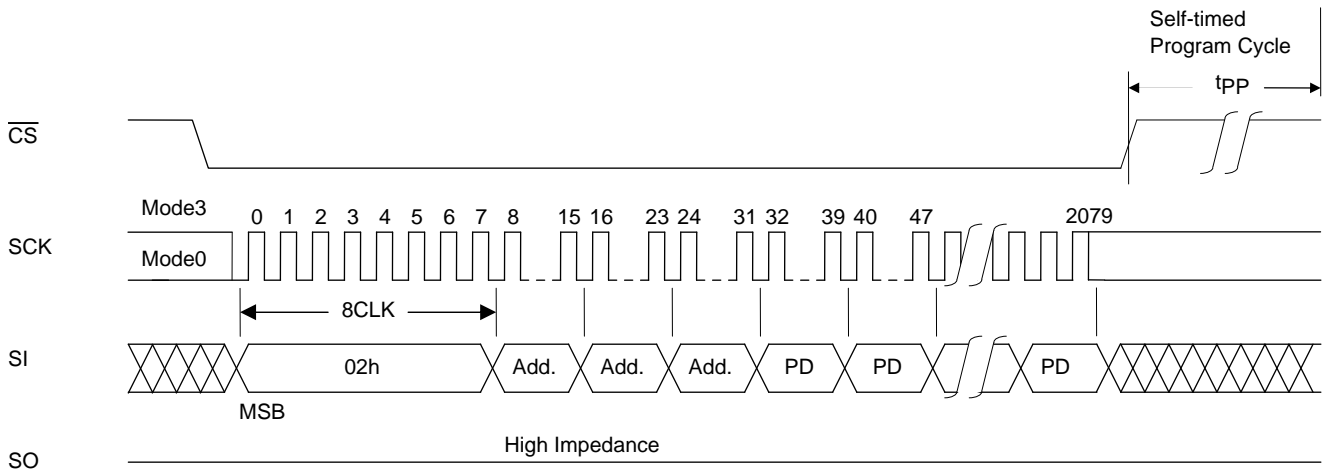 Self-timed
Program Cycle
tPP
CS
Mode3
0 1 2 3 4 5 6 7 8 15 16 23 24 31 32 39 40 47 2079
SCK
Mode0
8CLK
SI
02h Add. Add. Add. PD PD PD
MSB
High Impedance
SO